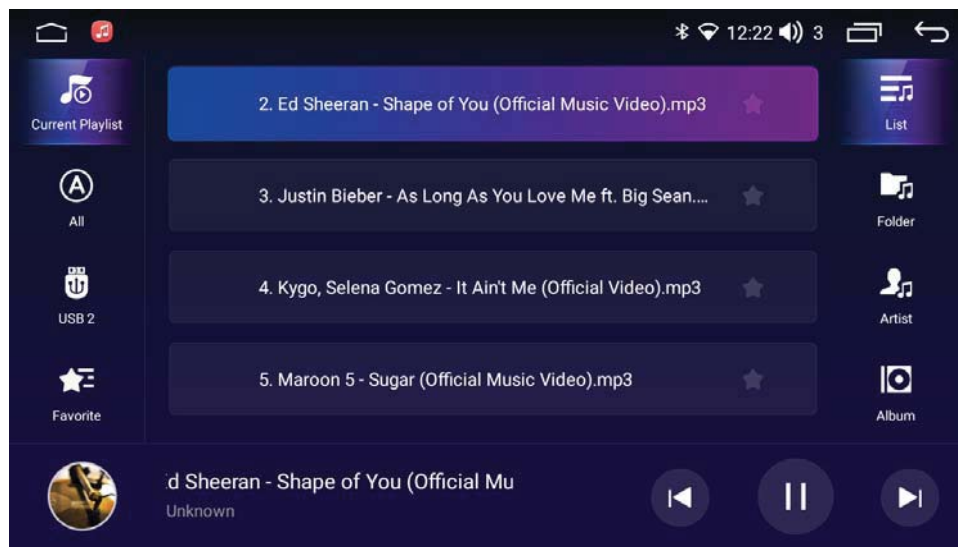 12:22
3
Current Playlist
All
USB 2
Favorite
2. Ed Sheeran - Shape of You (Official Music Video).mp3
3. Justin Bieber - As Long As You Love Me ft. Big Sean....
4. Kygo, Selena Gomez - It Ain't Me (Official Video).mp3
5. Maroon 5 - Sugar (Official Music Video).mp3
List
Folder
Artist
Album
:d Sheeran - Shape of You (Official Mu
Unknown